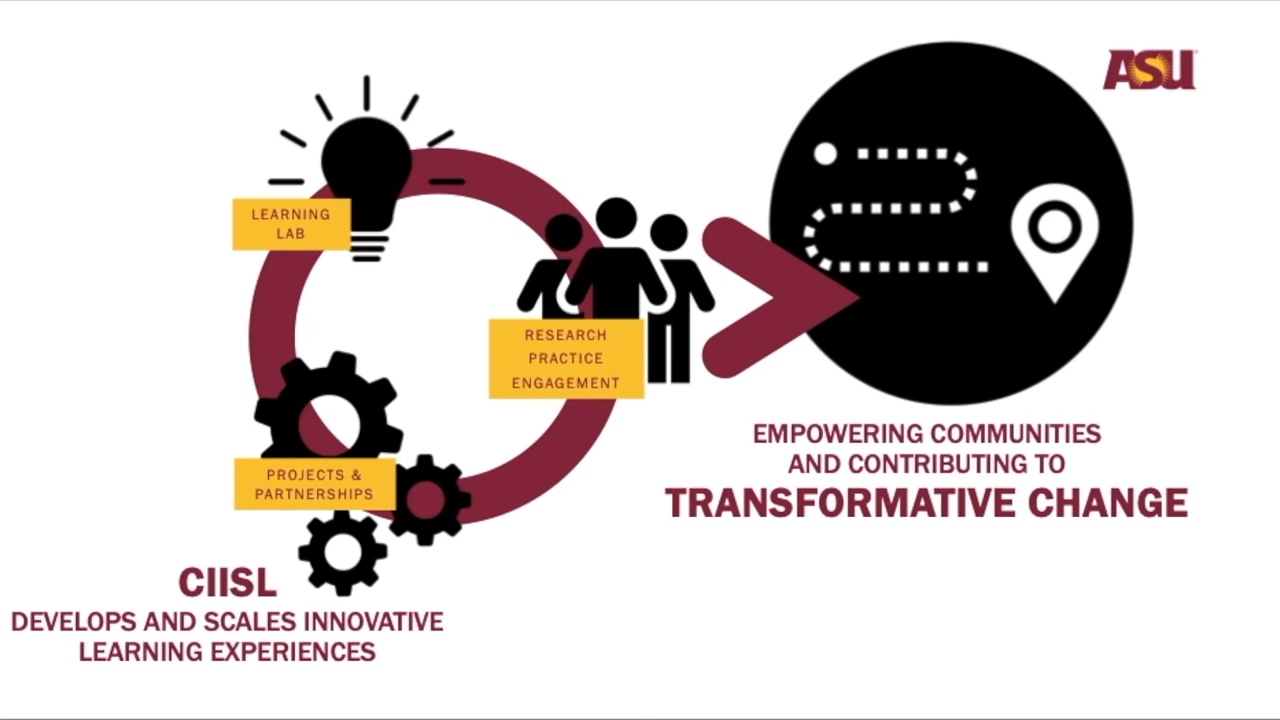 ASU
LEARNING
LAB
RESEARCH
PRACTICE
ENGAGEMENT
PROJECTS &
PARTNERSHIPS
CIISL
DEVELOPS AND SCALES INNOVATIVE
LEARNING EXPERIENCES
EMPOWERING COMMUNITIES
AND CONTRIBUTING TO
TRANSFORMATIVE CHANGE